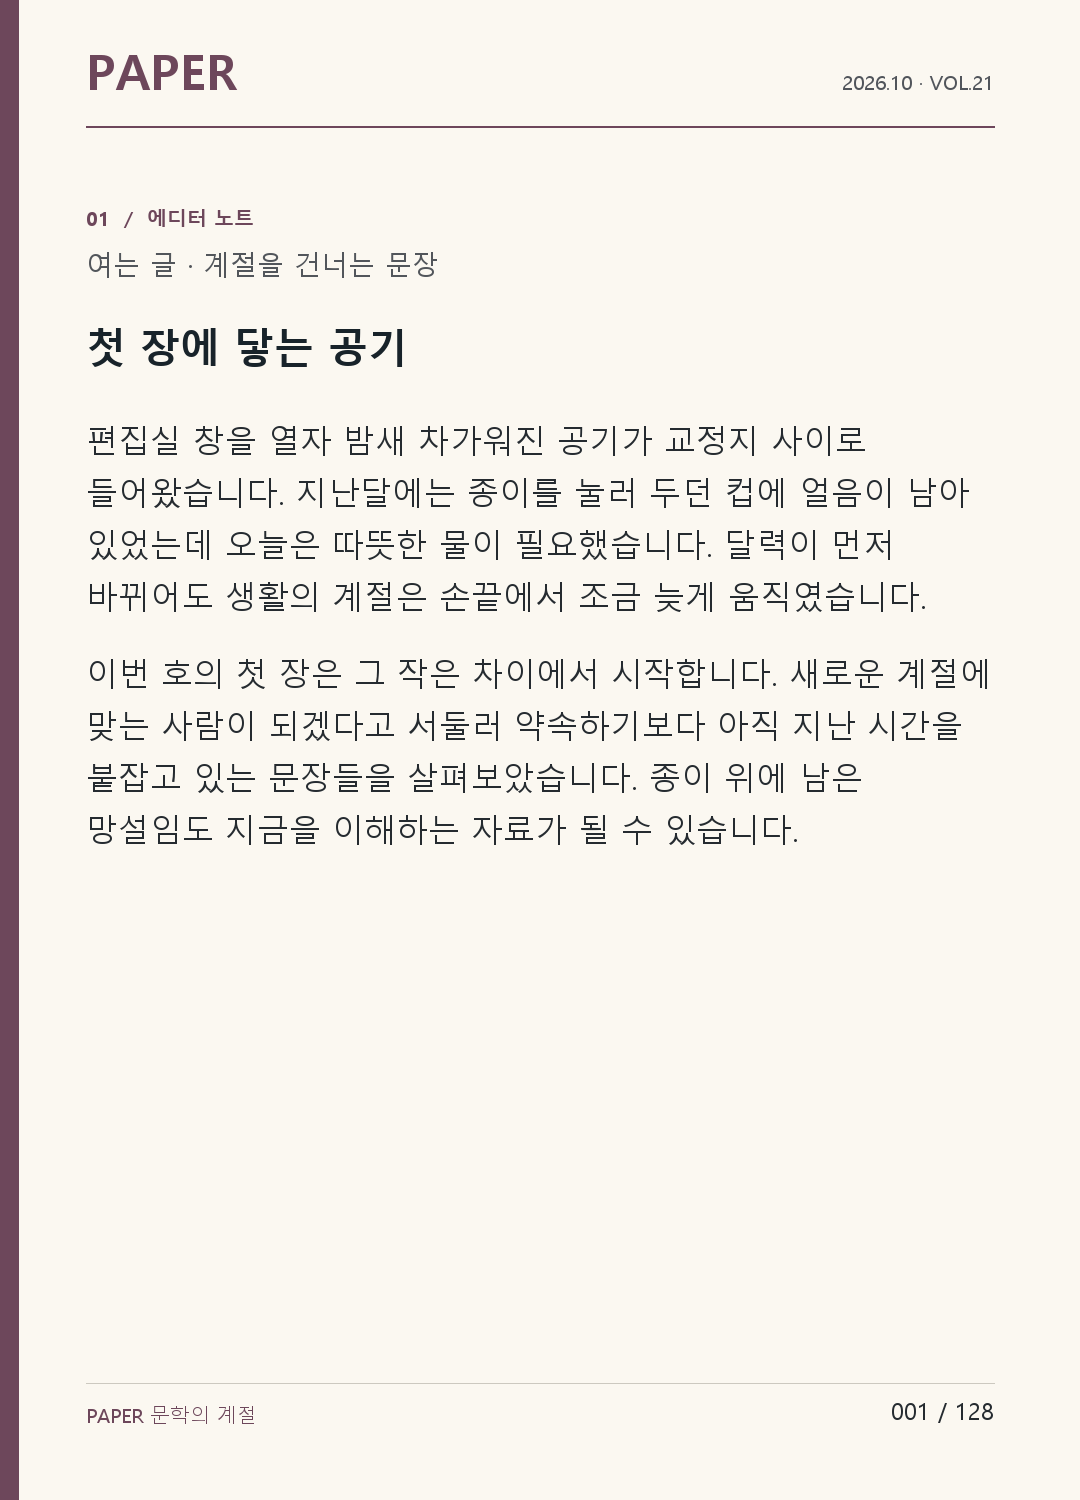 PAPER
2026.10 · VOL.21
01 / 에디터 노트
여는 글 · 계절을 건너는 문장
첫 장에 닿는 공기
편집실 창을 열자 밤새 차가워진 공기가 교정지 사이로
들어왔습니다. 지난달에는 종이를 눌러 두던 컵에 얼음이 남아
있었는데 오늘은 따뜻한 물이 필요했습니다. 달력이 먼저
바뀌어도 생활의 계절은 손끝에서 조금 늦게 움직였습니다.
이번 호의 첫 장은 그 작은 차이에서 시작합니다. 새로운 계절에
맞는 사람이 되겠다고 서둘러 약속하기보다 아직 지난 시간을
붙잡고 있는 문장들을 살펴보았습니다. 종이 위에 남은
망설임도 지금을 이해하는 자료가 될 수 있습니다.
PAPER 문학의 계절
001 / 128